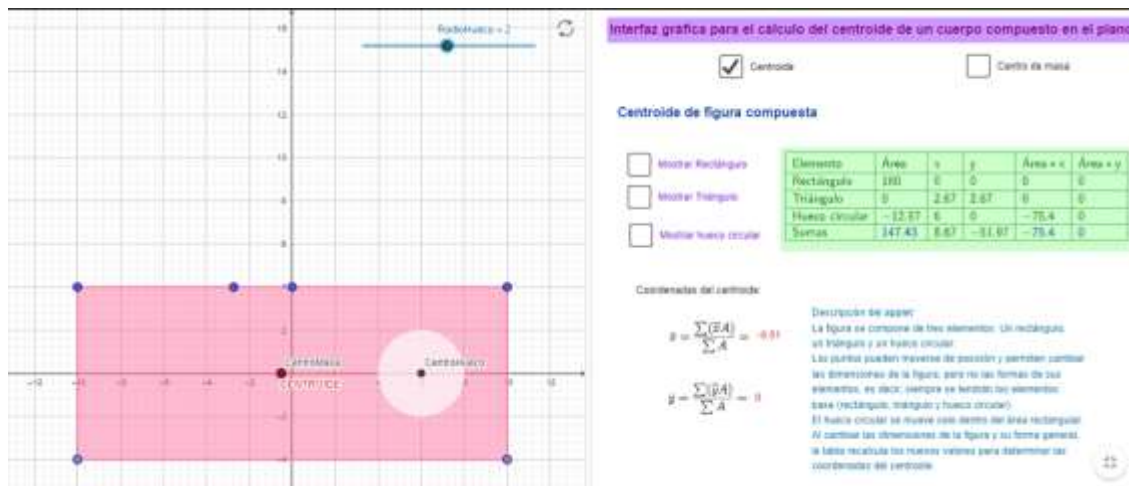 RadioHueco = 2
Interfaz gráfica para el cálculo del centroide de un cuerpo compuesto en el plano
Centroide
Centro de masa
Centroide de figura compuesta
Mostrar Rectángulo
Mostrar Triángulo
Mostrar hueco circular
Elemento Área x y Área × x Área × y
Rectángulo 160 0 0 0 0
Triángulo 0 2.67 2.67 0 0
Hueco circular −12.57 6 0 −75.4 0
Sumas 147.43 −75.4 0
CentroMasa
CENTROIDE
CentroHueco
Coordenadas del centroide:
x̄ = ∑(x̄A) / ∑A = -0.51
ȳ = ∑(ȳA) / ∑A = 0
Descripción del applet:
La figura se compone de tres elementos: Un rectángulo,
un triángulo y un hueco circular.
Los puntos pueden moverse de posición y permiten cambiar
las dimensiones de la figura, pero no las formas de sus
elementos, es decir, siempre se tendrán los elementos
base (rectángulo, triángulo y hueco circular).
El hueco circular se mueve solo dentro del área rectangular.
Al cambiar las dimensiones de la figura y su forma general,
la tabla recalcula los nuevos valores para determinar las
coordenadas del centroide.